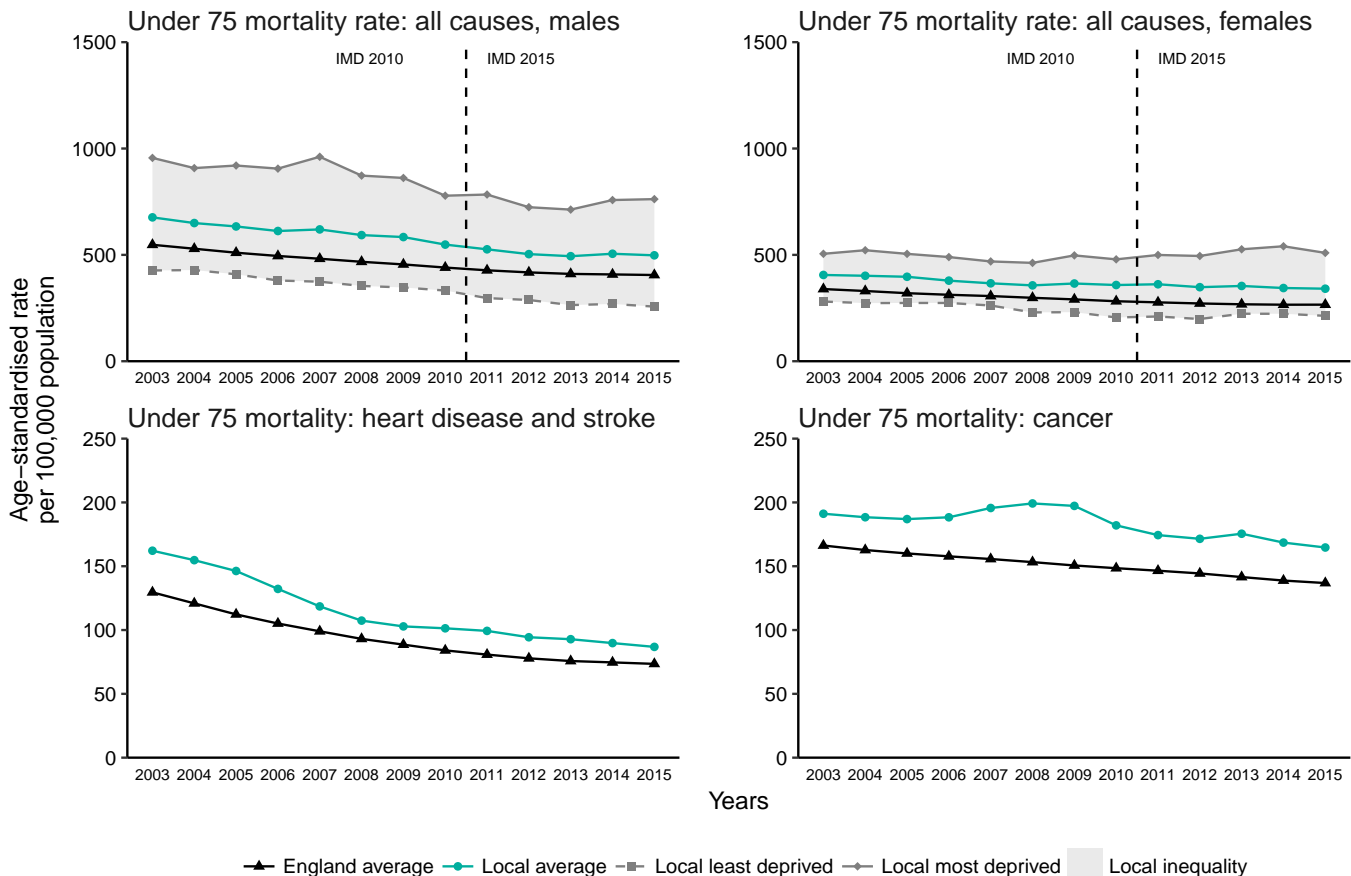 Under 75 mortality rate: all causes, males
1500
1000
500
0
IMD 2010
IMD 2015
2003 2004 2005 2006 2007 2008 2009 2010 2011 2012 2013 2014 2015
Under 75 mortality rate: all causes, females
1500
1000
500
0
IMD 2010
IMD 2015
2003 2004 2005 2006 2007 2008 2009 2010 2011 2012 2013 2014 2015
Age−standardised rate
per 100,000 population
Under 75 mortality: heart disease and stroke
250
200
150
100
50
0
2003 2004 2005 2006 2007 2008 2009 2010 2011 2012 2013 2014 2015
Under 75 mortality: cancer
250
200
150
100
50
0
2003 2004 2005 2006 2007 2008 2009 2010 2011 2012 2013 2014 2015
Years
England average Local average Local least deprived Local most deprived Local inequality